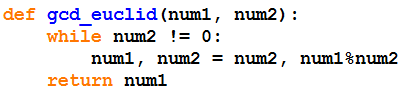 def gcd_euclid(num1, num2):
    while num2 != 0:
        num1, num2 = num2, num1%num2
    return num1